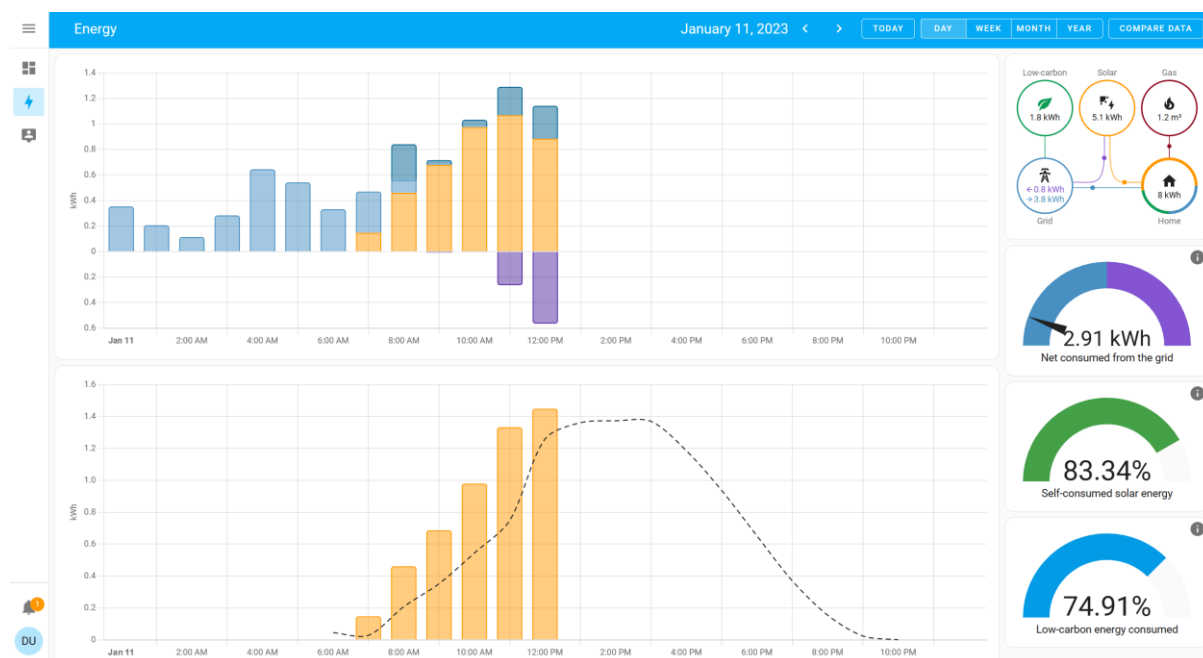 Energy
January 11, 2023
TODAY
DAY WEEK MONTH YEAR
COMPARE DATA
1.4
1.2
1
0.8
0.6
0.4
0.2
0
0.2
0.4
0.6
kWh
Jan 11 2:00 AM 4:00 AM 6:00 AM 8:00 AM 10:00 AM 12:00 PM 2:00 PM 4:00 PM 6:00 PM 8:00 PM 10:00 PM
1.6
1.4
1.2
1.0
0.8
0.6
0.4
0.2
0
kWh
Jan 11 2:00 AM 4:00 AM 6:00 AM 8:00 AM 10:00 AM 12:00 PM 2:00 PM 4:00 PM 6:00 PM 8:00 PM 10:00 PM
Low-carbon Solar Gas
1.8 kWh 5.1 kWh 1.2 m³
←0.8 kWh
→3.8 kWh
8 kWh
Grid Home
2.91 kWh
Net consumed from the grid
83.34%
Self-consumed solar energy
74.91%
Low-carbon energy consumed
1
DU